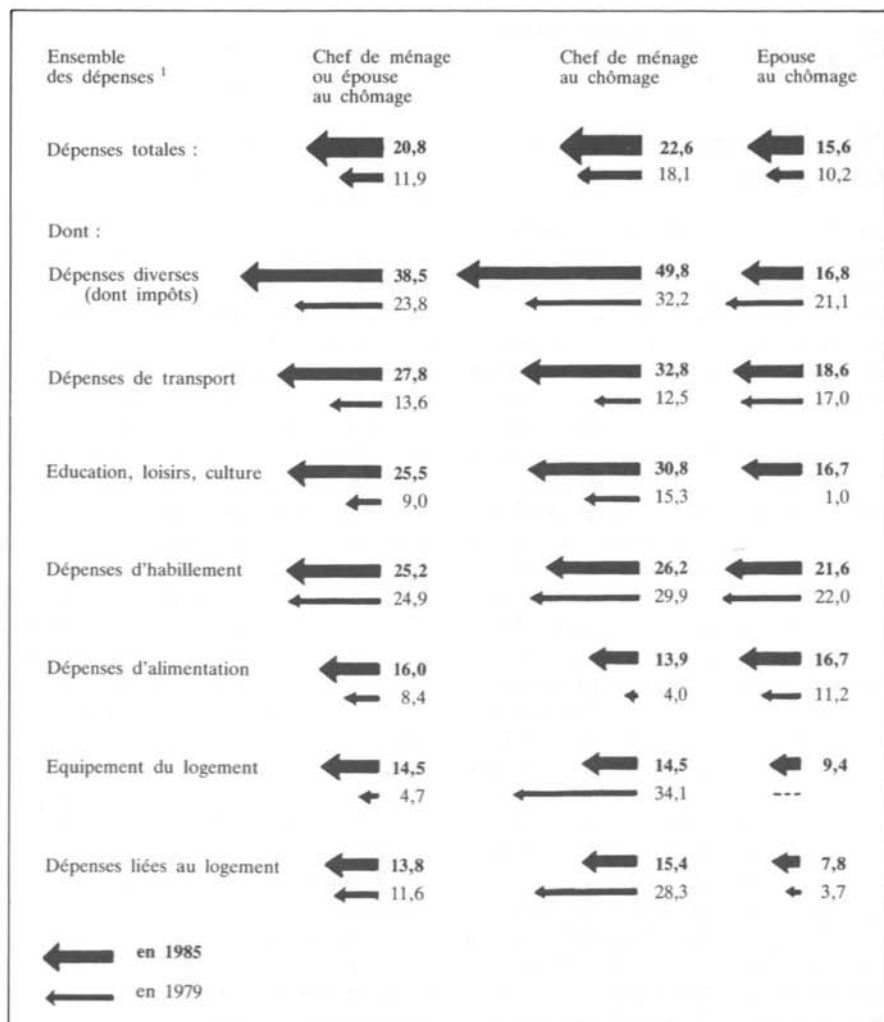 Ensemble
des dépenses ¹
Chef de ménage
ou épouse
au chômage
Chef de ménage
au chômage
Epouse
au chômage
Dépenses totales :
20,8
22,6
15,6
11,9
18,1
10,2
Dont :
Dépenses diverses
(dont impôts)
38,5
49,8
16,8
23,8
32,2
21,1
Dépenses de transport
27,8
32,8
18,6
13,6
12,5
17,0
Education, loisirs, culture
25,5
30,8
16,7
9,0
15,3
1,0
Dépenses d'habillement
25,2
26,2
21,6
24,9
29,9
22,0
Dépenses d'alimentation
16,0
13,9
16,7
8,4
4,0
11,2
Equipement du logement
14,5
14,5
9,4
4,7
34,1
----
Dépenses liées au logement
13,8
15,4
7,8
11,6
28,3
3,7
en 1985
en 1979